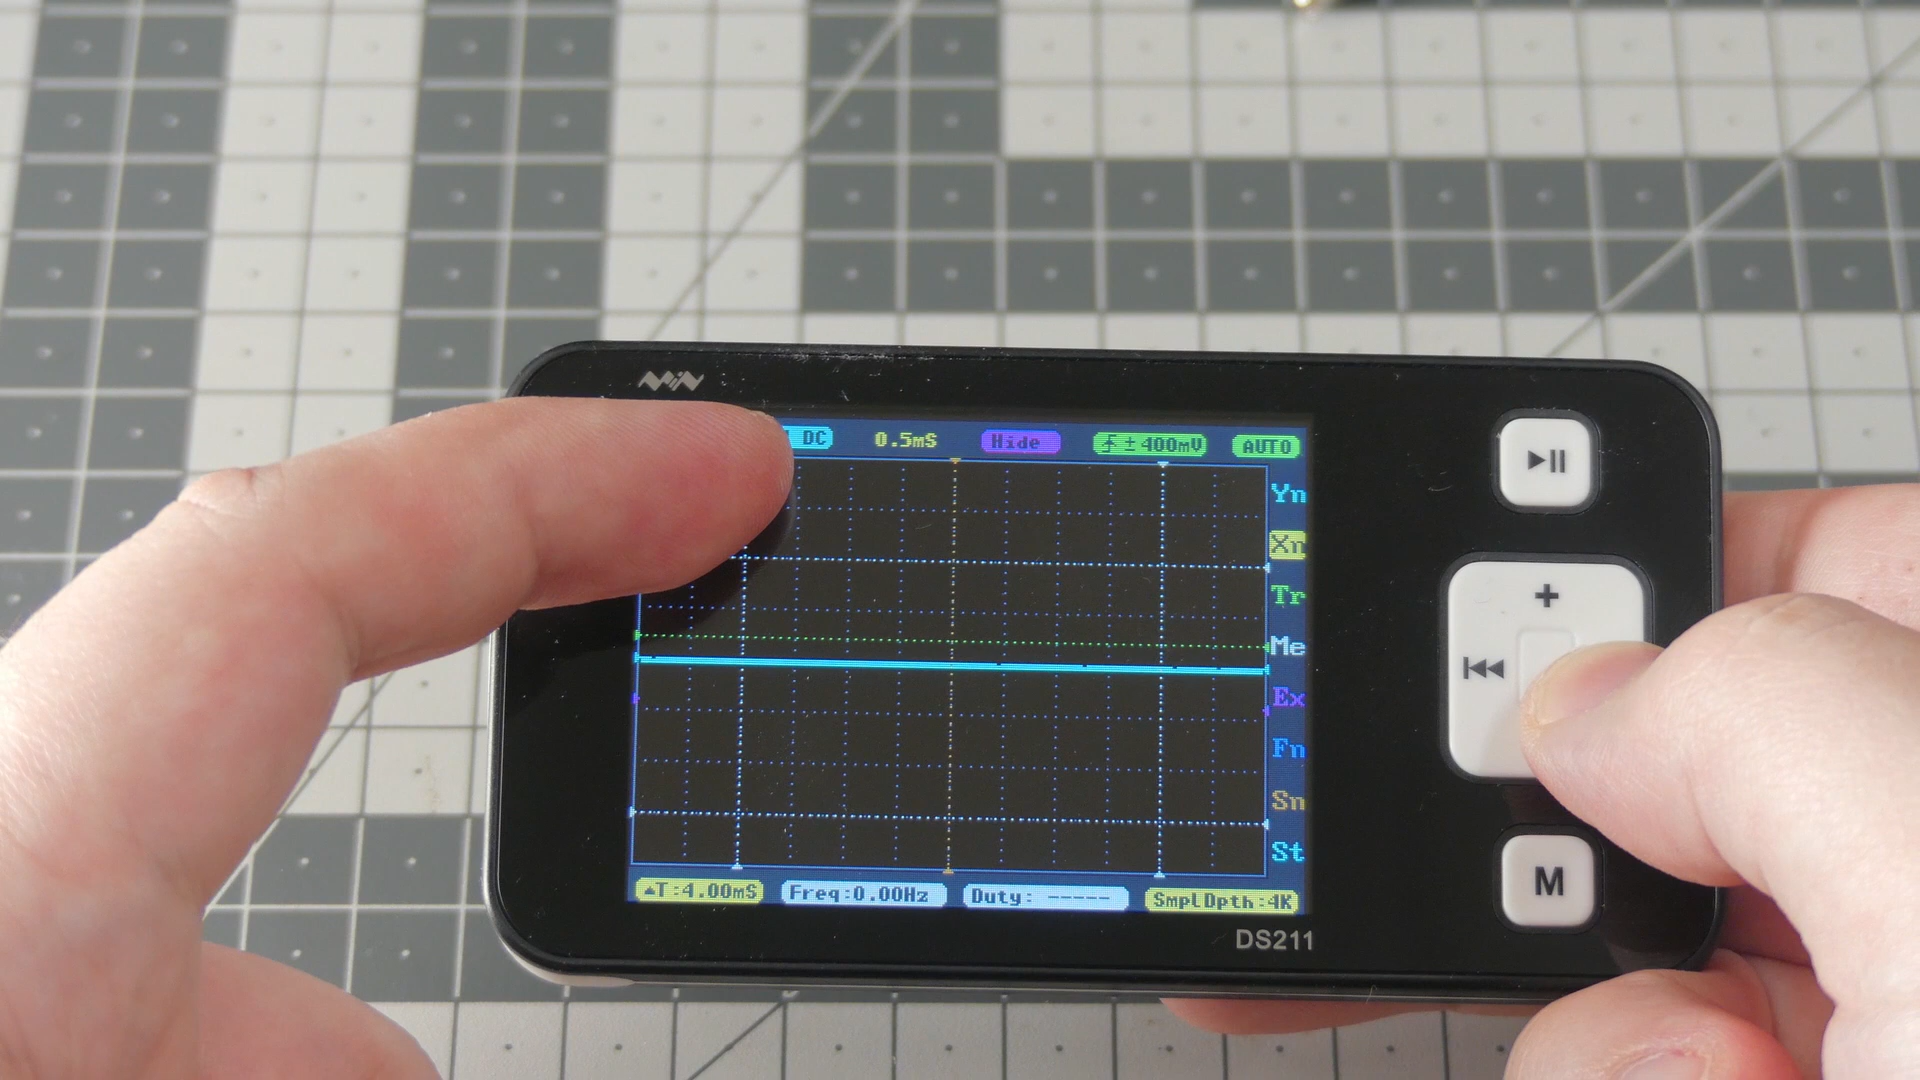 MiN
DC 0.5mS Hide ±400mV AUTO
Yn
Xn
Tr
Me
Ex
Fn
Sn
St
▲T:4.00mS Freq:0.00Hz Duty:----- SmplDpth:4K
DS211
+
M